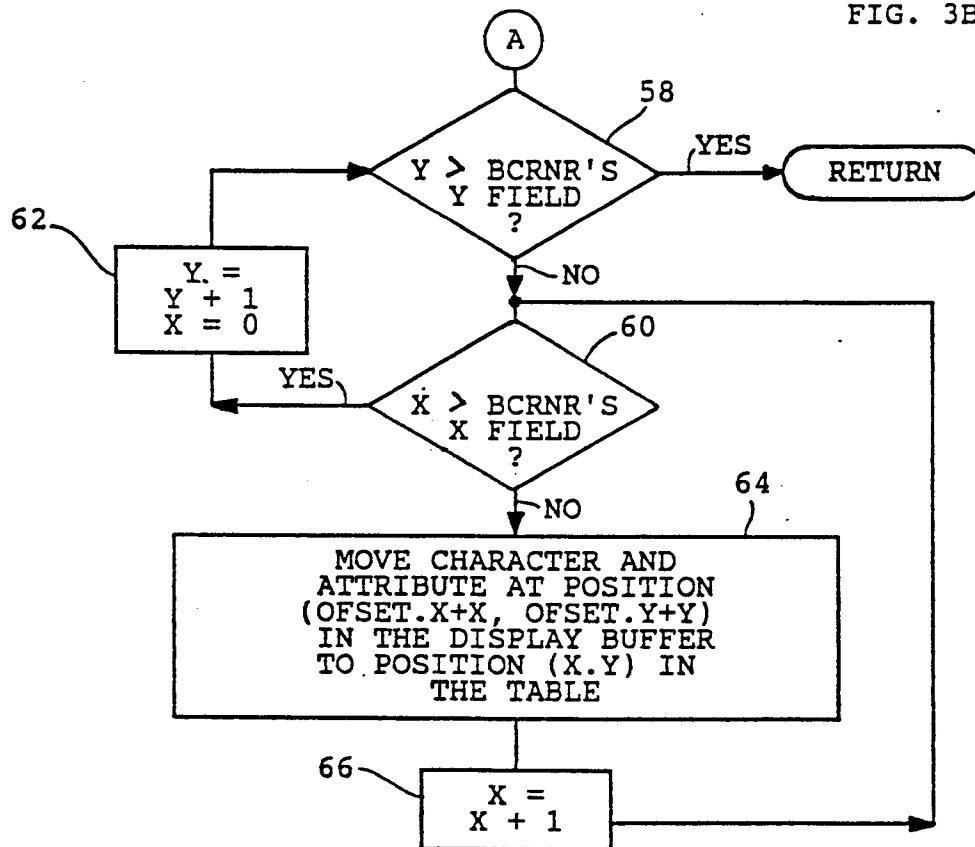 FIG. 3B
A
58
Y > BCRNR'S
Y FIELD
?
YES
RETURN
NO
62
Y. =
Y + 1
X = 0
60
YES
X > BCRNR'S
X FIELD
?
NO
64
MOVE CHARACTER AND
ATTRIBUTE AT POSITION
(OFSET.X+X, OFSET.Y+Y)
IN THE DISPLAY BUFFER
TO POSITION (X.Y) IN
THE TABLE
66
X =
X + 1